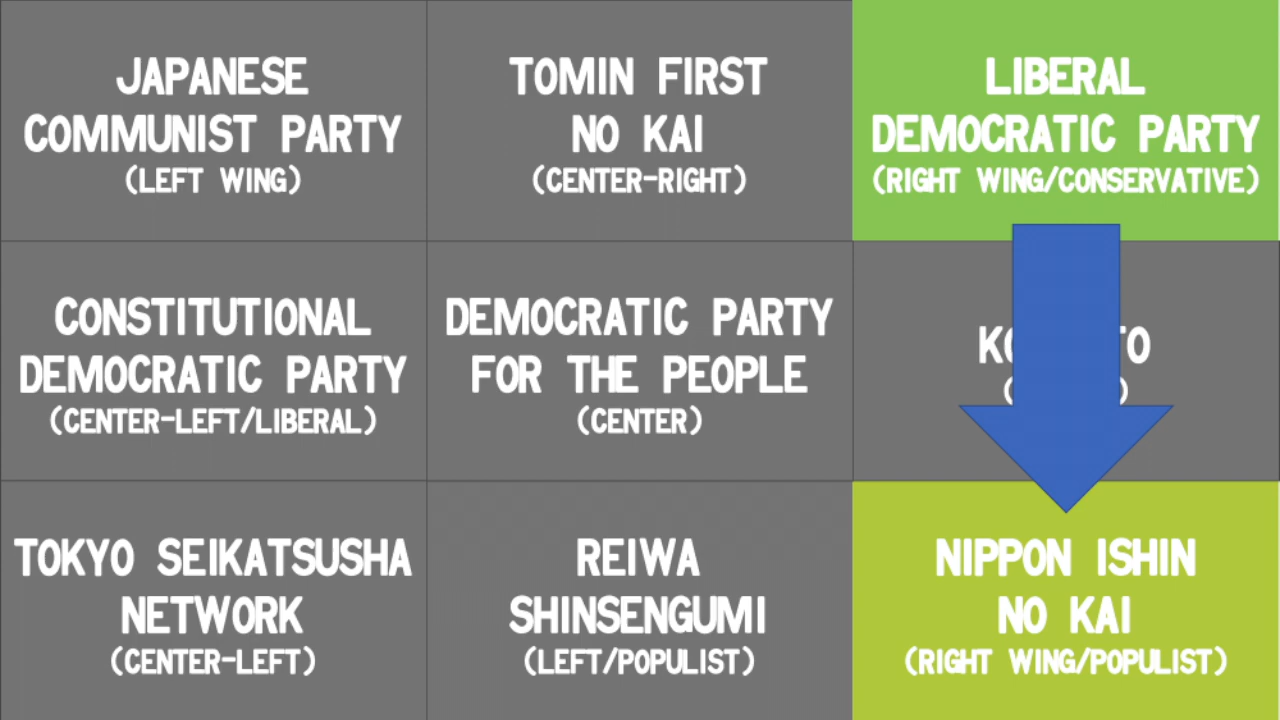 JAPANESE
COMMUNIST PARTY
(LEFT WING)
TOMIN FIRST
NO KAI
(CENTER-RIGHT)
LIBERAL
DEMOCRATIC PARTY
(RIGHT WING/CONSERVATIVE)
CONSTITUTIONAL
DEMOCRATIC PARTY
(CENTER-LEFT/LIBERAL)
DEMOCRATIC PARTY
FOR THE PEOPLE
(CENTER)
TOKYO SEIKATSUSHA
NETWORK
(CENTER-LEFT)
REIWA
SHINSENGUMI
(LEFT/POPULIST)
NIPPON ISHIN
NO KAI
(RIGHT WING/POPULIST)